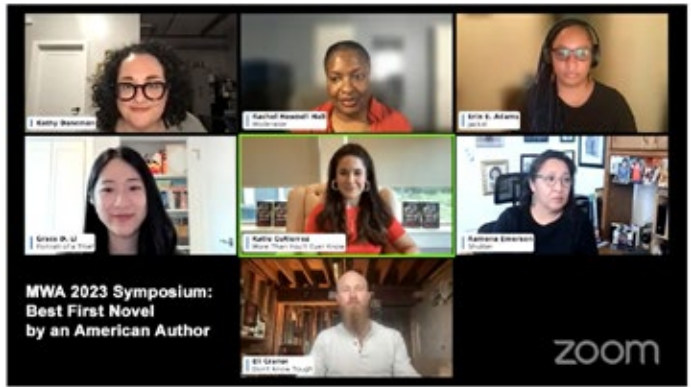 Kathy
Rachel Howzell Hall
Moderator
Erin E. Adams
Jackal
Grace D. Li
Portrait of a Thief
Katie Gutierrez
More Than You'll Ever Know
Ramona Emerson
Shutter
MWA 2023 Symposium:
Best First Novel
by an American Author
Eli Cranor
Don't Know Tough
zoom